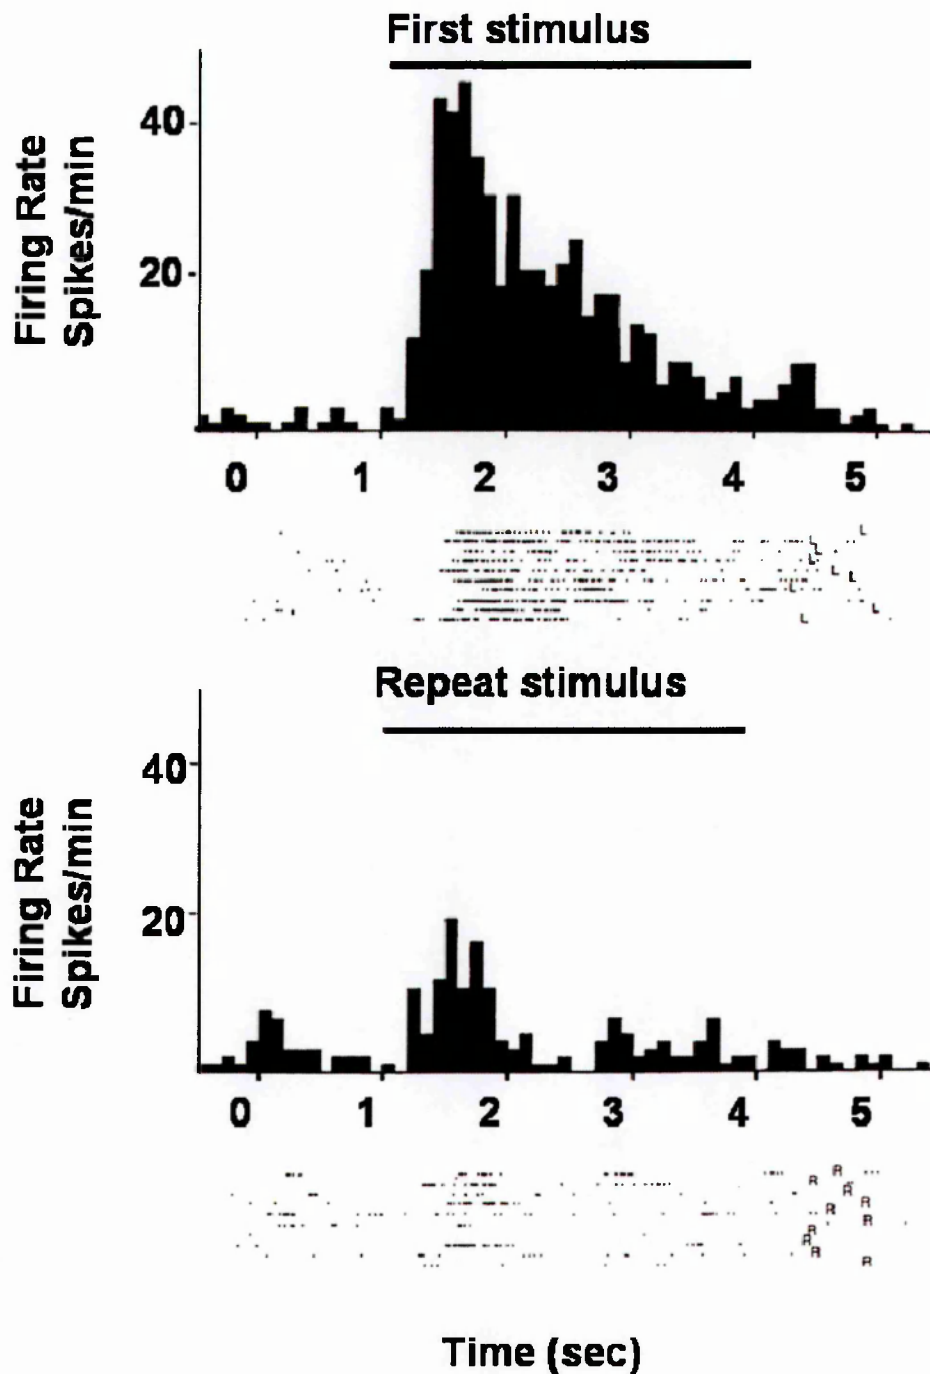 First stimulus
Firing Rate
Spikes/min
40
20
0 1 2 3 4 5
L
L
L
L
L
L
L
L
L
Repeat stimulus
Firing Rate
Spikes/min
40
20
0 1 2 3 4 5
R
R
R
R
R
R
R
R
R
R
Time (sec)